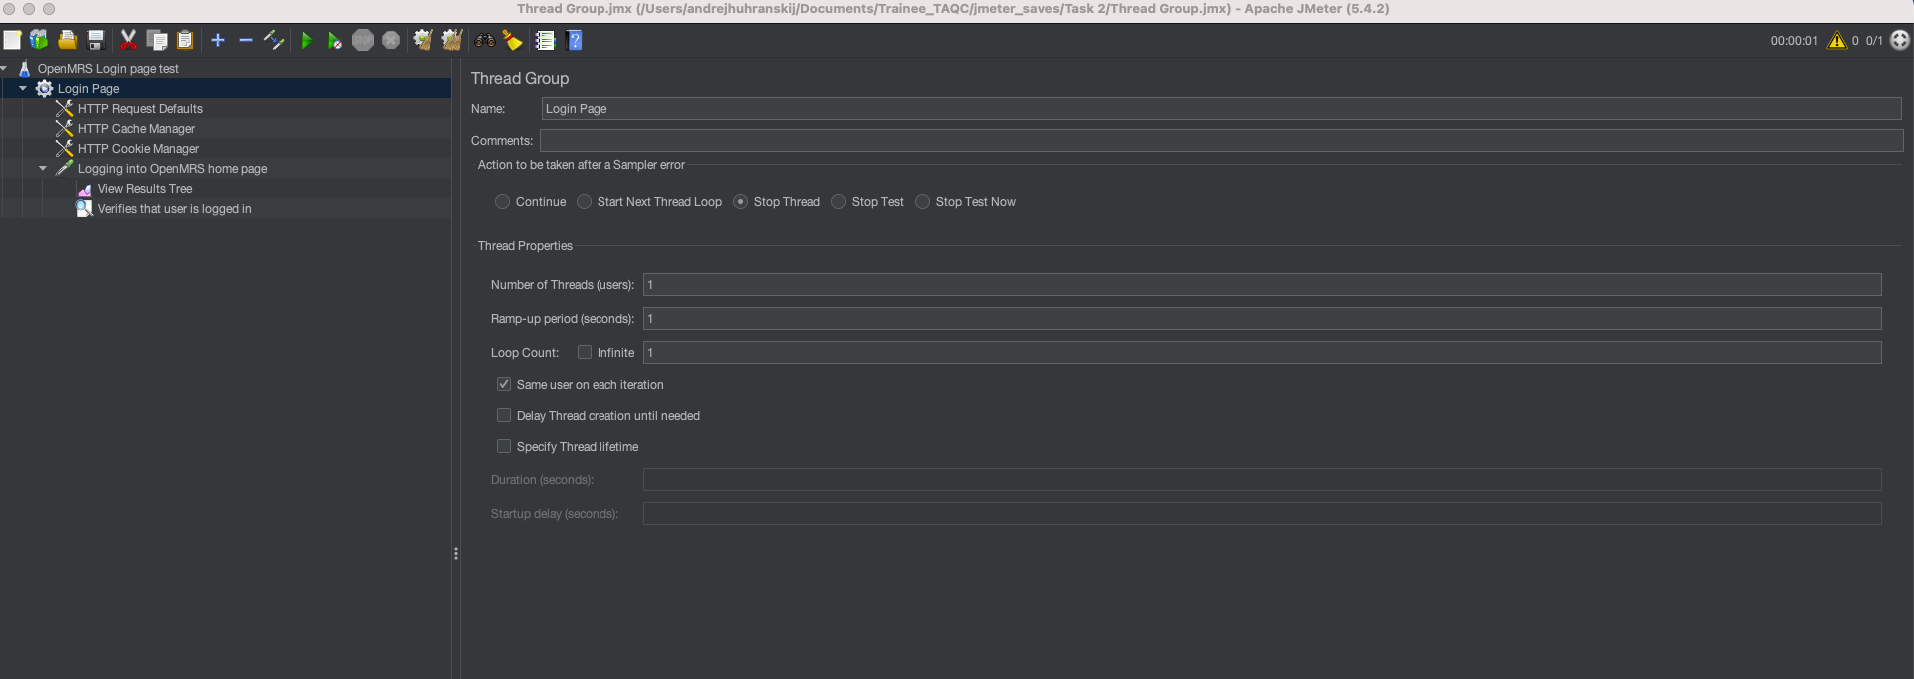 Thread Group.jmx (/Users/andrejhuhranskij/Documents/Trainee_TAQC/jmeter_saves/Task 2/Thread Group.jmx) - Apache JMeter (5.4.2)
STOP 00:00:01 0 0/1
OpenMRS Login page test
Login Page
HTTP Request Defaults
HTTP Cache Manager
HTTP Cookie Manager
Logging into OpenMRS home page
View Results Tree
Verifies that user is logged in
Thread Group
Name: Login Page
Comments:
Action to be taken after a Sampler error
Continue Start Next Thread Loop Stop Thread Stop Test Stop Test Now
Thread Properties
Number of Threads (users): 1
Ramp-up period (seconds): 1
Loop Count: Infinite 1
Same user on each iteration
Delay Thread creation until needed
Specify Thread lifetime
Duration (seconds):
Startup delay (seconds):